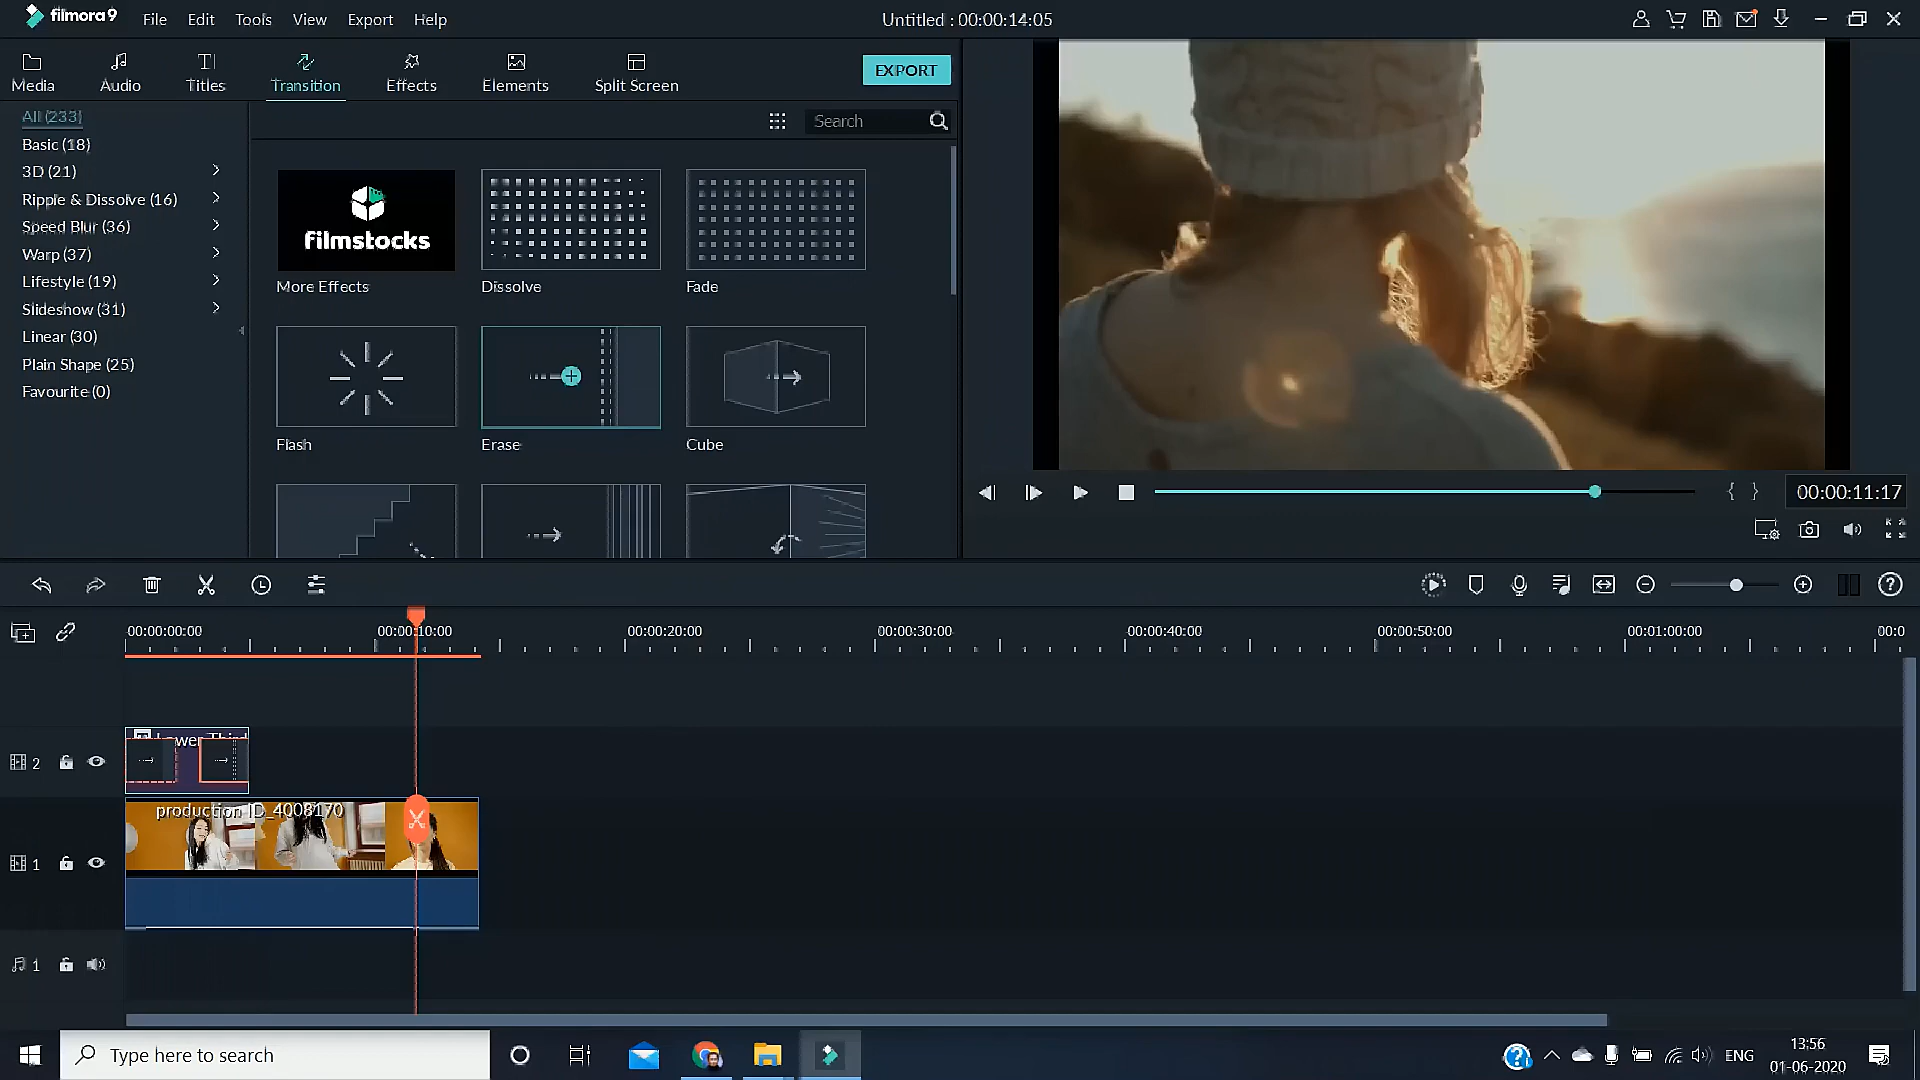 filmora9 File Edit Tools View Export Help Untitled : 00:00:14:05
Media Audio Titles Transition Effects Elements Split Screen EXPORT
All (233)
Basic (18)
3D (21)
Ripple & Dissolve (16)
Speed Blur (36)
Warp (37)
Lifestyle (19)
Slideshow (31)
Linear (30)
Plain Shape (25)
Favourite (0)
Search
filmstocks
More Effects Dissolve Fade
Flash Erase Cube
00:00:11:17
00:00:00:00 00:00:10:00 00:00:20:00 00:00:30:00 00:00:40:00 00:00:50:00 00:01:00:00 00:0
Lower Third
2
production ID_4008170
1
1
Type here to search
ENG
13:56
01-06-2020